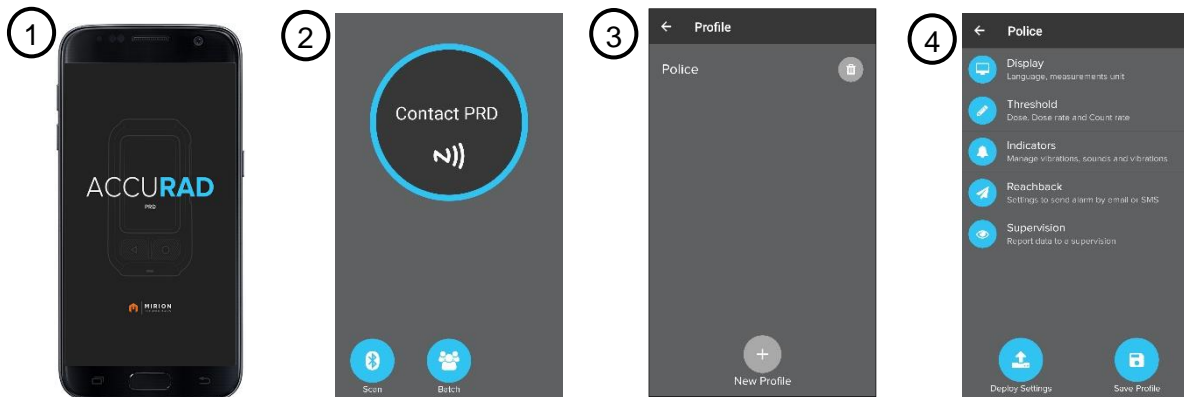 1
ACCURAD
PRD
MIRION
2
Contact PRD
Scan
Batch
3
Profile
Police
New Profile
4
Police
Display
Language, measurements unit
Threshold
Dose, Dose rate and Count rate
Indicators
Manage vibrations, sounds and vibrations
Reachback
Settings to send alarm by email or SMS
Supervision
Report data to a supervision
Deploy Settings
Save Profile